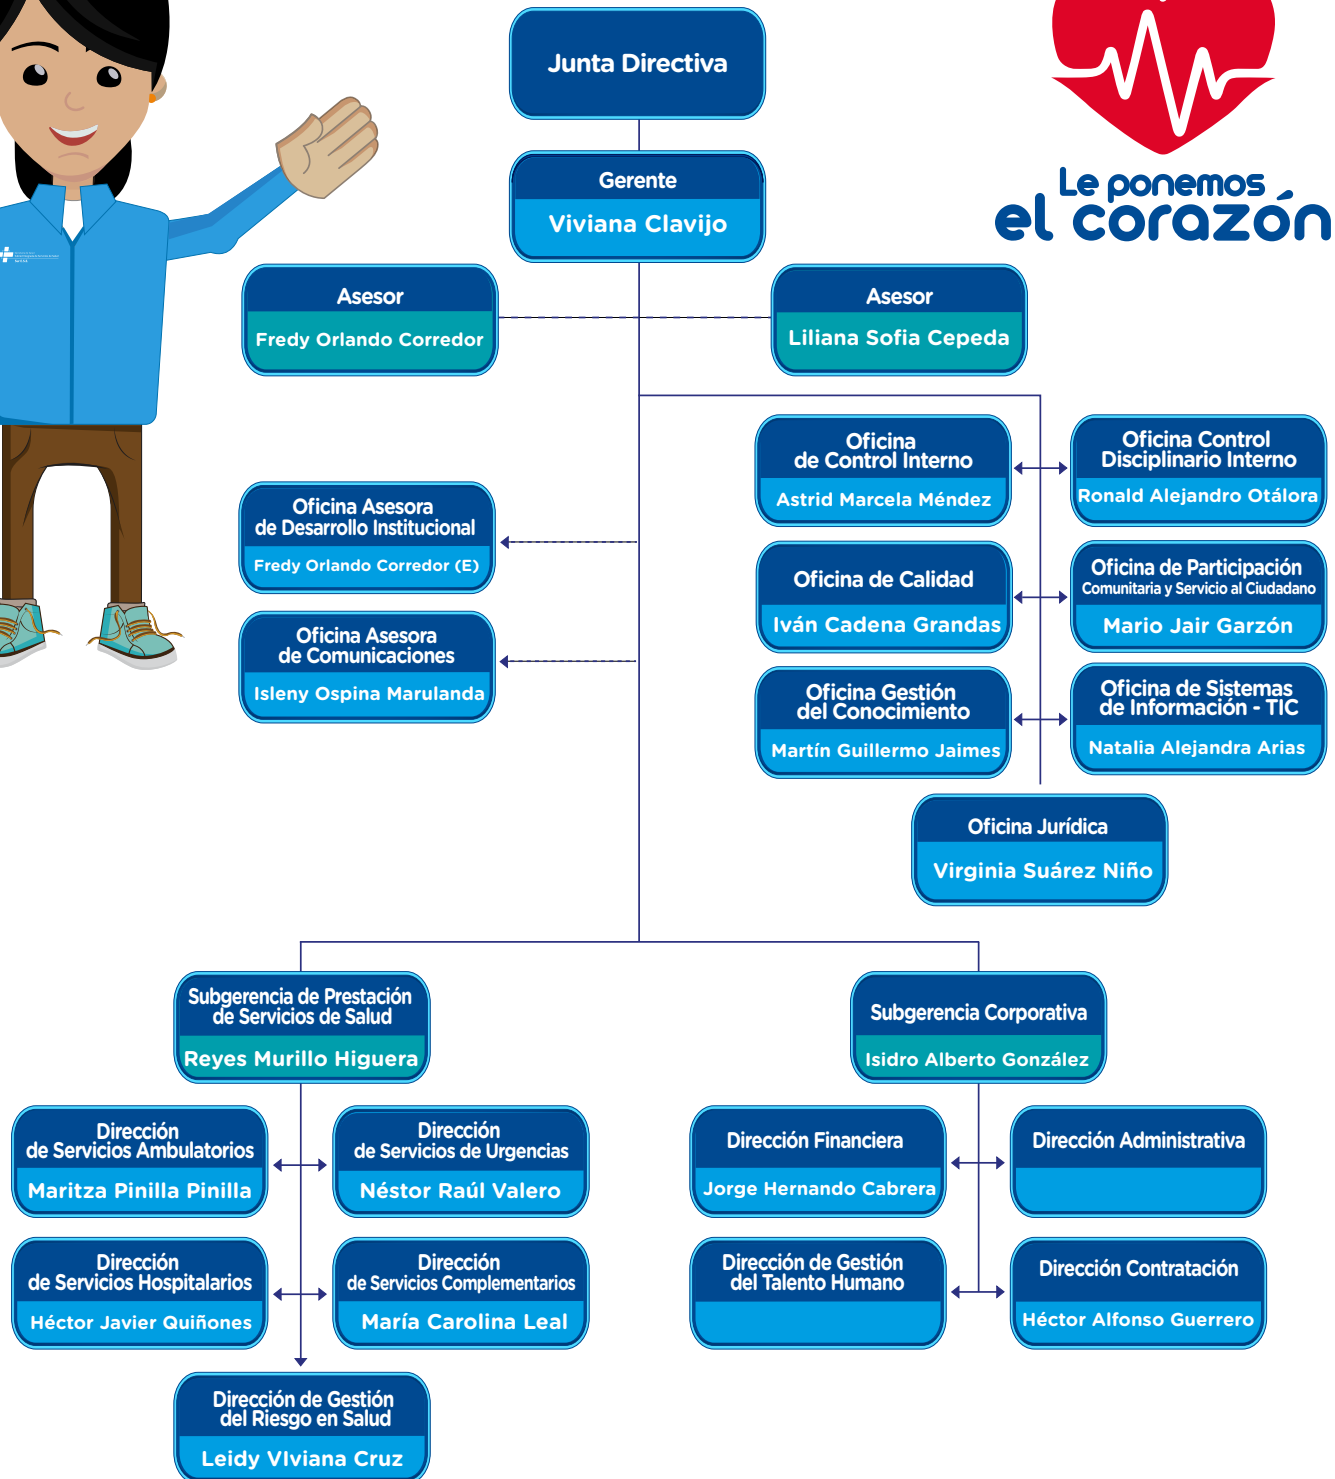 Junta Directiva
Le ponemos
el corazón
Gerente
Viviana Clavijo
Asesor
Fredy Orlando Corredor
Asesor
Liliana Sofia Cepeda
Oficina
de Control Interno
Astrid Marcela Méndez
Oficina Control
Disciplinario Interno
Ronald Alejandro Otálora
Oficina Asesora
de Desarrollo Institucional
Fredy Orlando Corredor (E)
Oficina de Calidad
Iván Cadena Grandas
Oficina de Participación
Comunitaria y Servicio al Ciudadano
Mario Jair Garzón
Oficina Asesora
de Comunicaciones
Isleny Ospina Marulanda
Oficina Gestión
del Conocimiento
Martín Guillermo Jaimes
Oficina de Sistemas
de Información - TIC
Natalia Alejandra Arias
Oficina Jurídica
Virginia Suárez Niño
Subgerencia de Prestación
de Servicios de Salud
Reyes Murillo Higuera
Subgerencia Corporativa
Isidro Alberto González
Dirección
de Servicios Ambulatorios
Maritza Pinilla Pinilla
Dirección
de Servicios de Urgencias
Néstor Raúl Valero
Dirección Financiera
Jorge Hernando Cabrera
Dirección Administrativa
Dirección
de Servicios Hospitalarios
Héctor Javier Quiñones
Dirección
de Servicios Complementarios
María Carolina Leal
Dirección de Gestión
del Talento Humano
Dirección Contratación
Héctor Alfonso Guerrero
Dirección de Gestión
del Riesgo en Salud
Leidy VIviana Cruz